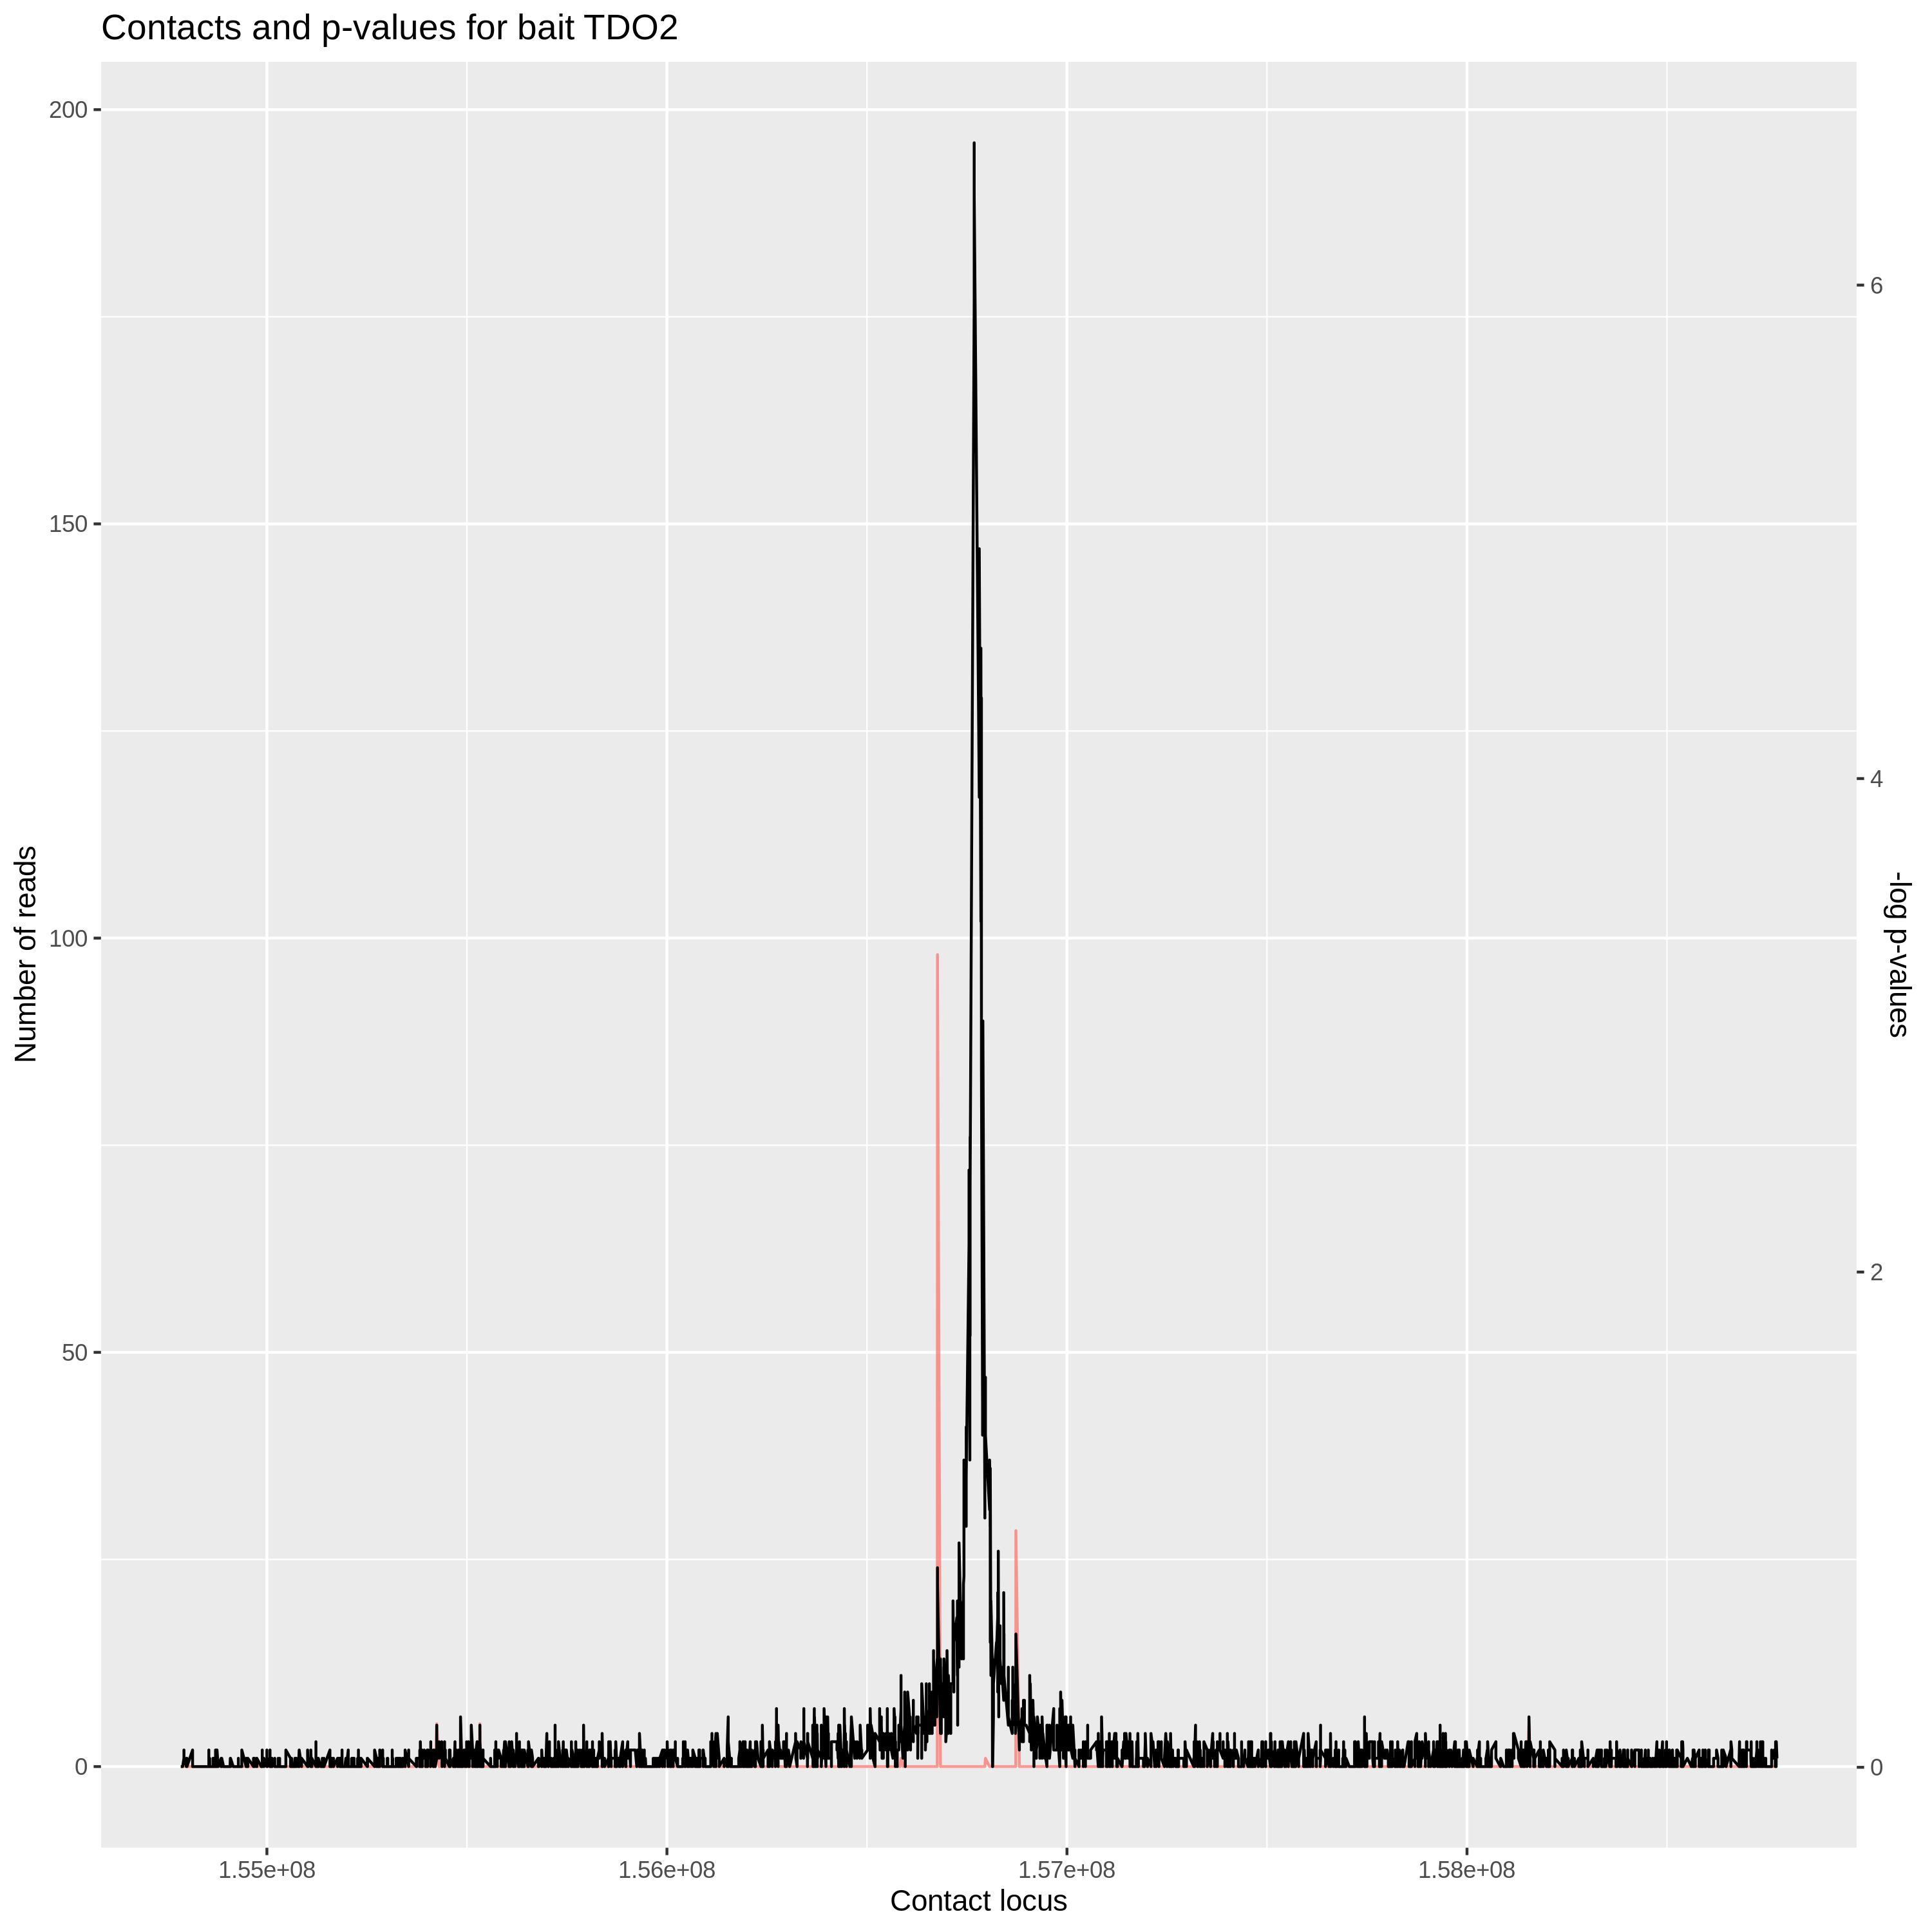 Contacts and p-values for bait TDO2
200
150
100
50
0
Number of reads
6
4
2
0
-log p-values
1.55e+08
1.56e+08
1.57e+08
1.58e+08
Contact locus